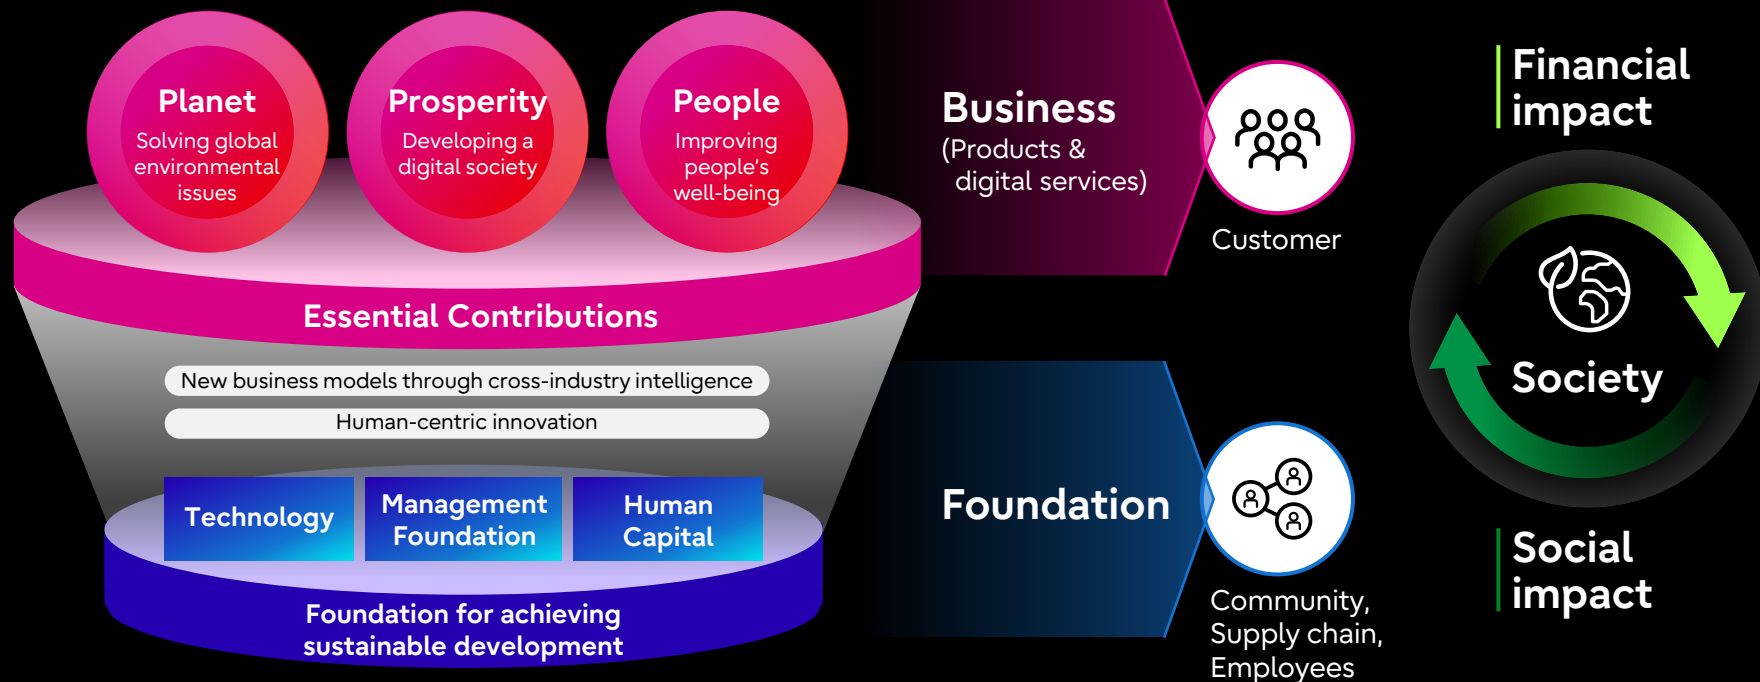 Planet
Solving global
environmental
issues
Prosperity
Developing a
digital society
People
Improving
people's
well-being
Essential Contributions
New business models through cross-industry intelligence
Human-centric innovation
Technology
Management
Foundation
Human
Capital
Foundation for achieving
sustainable development
Business
(Products &
digital services)
Customer
Foundation
Community,
Supply chain,
Employees
Financial
impact
Society
Social
impact